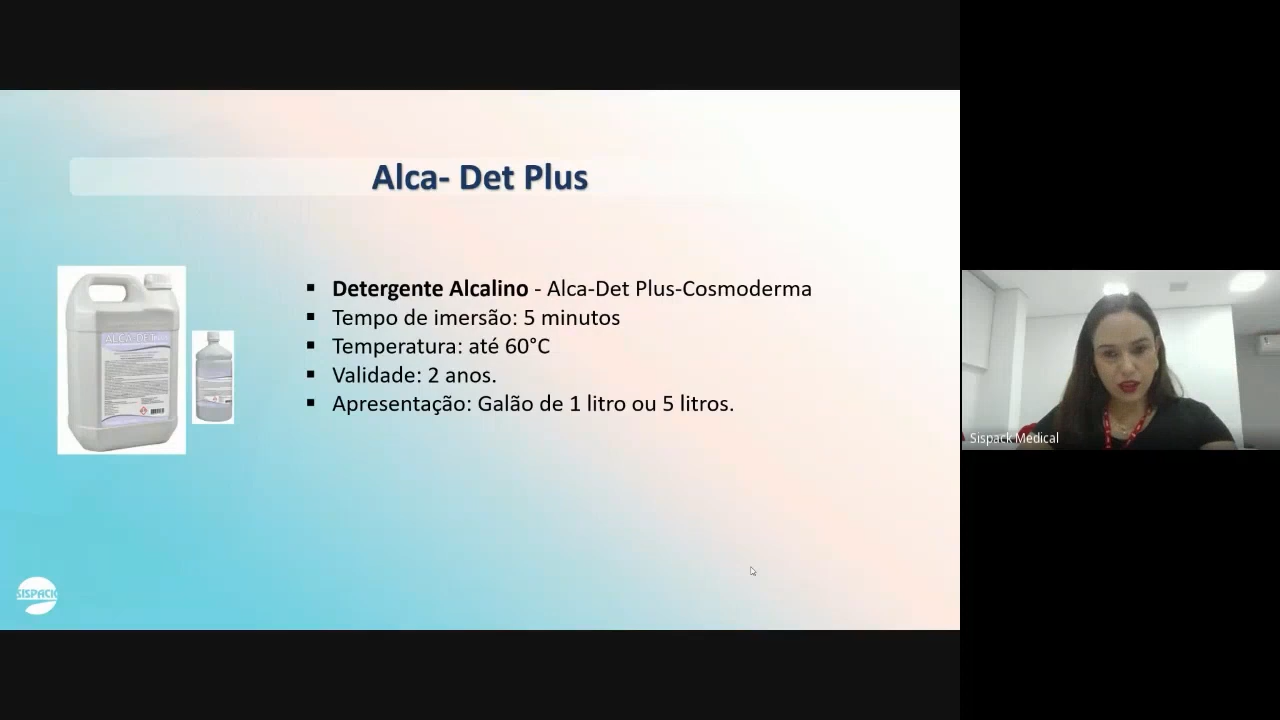 Alca- Det Plus
▪ Detergente Alcalino - Alca-Det Plus-Cosmoderma
▪ Tempo de imersão: 5 minutos
▪ Temperatura: até 60°C
▪ Validade: 2 anos.
▪ Apresentação: Galão de 1 litro ou 5 litros.
SISPACK
Sispack Medical